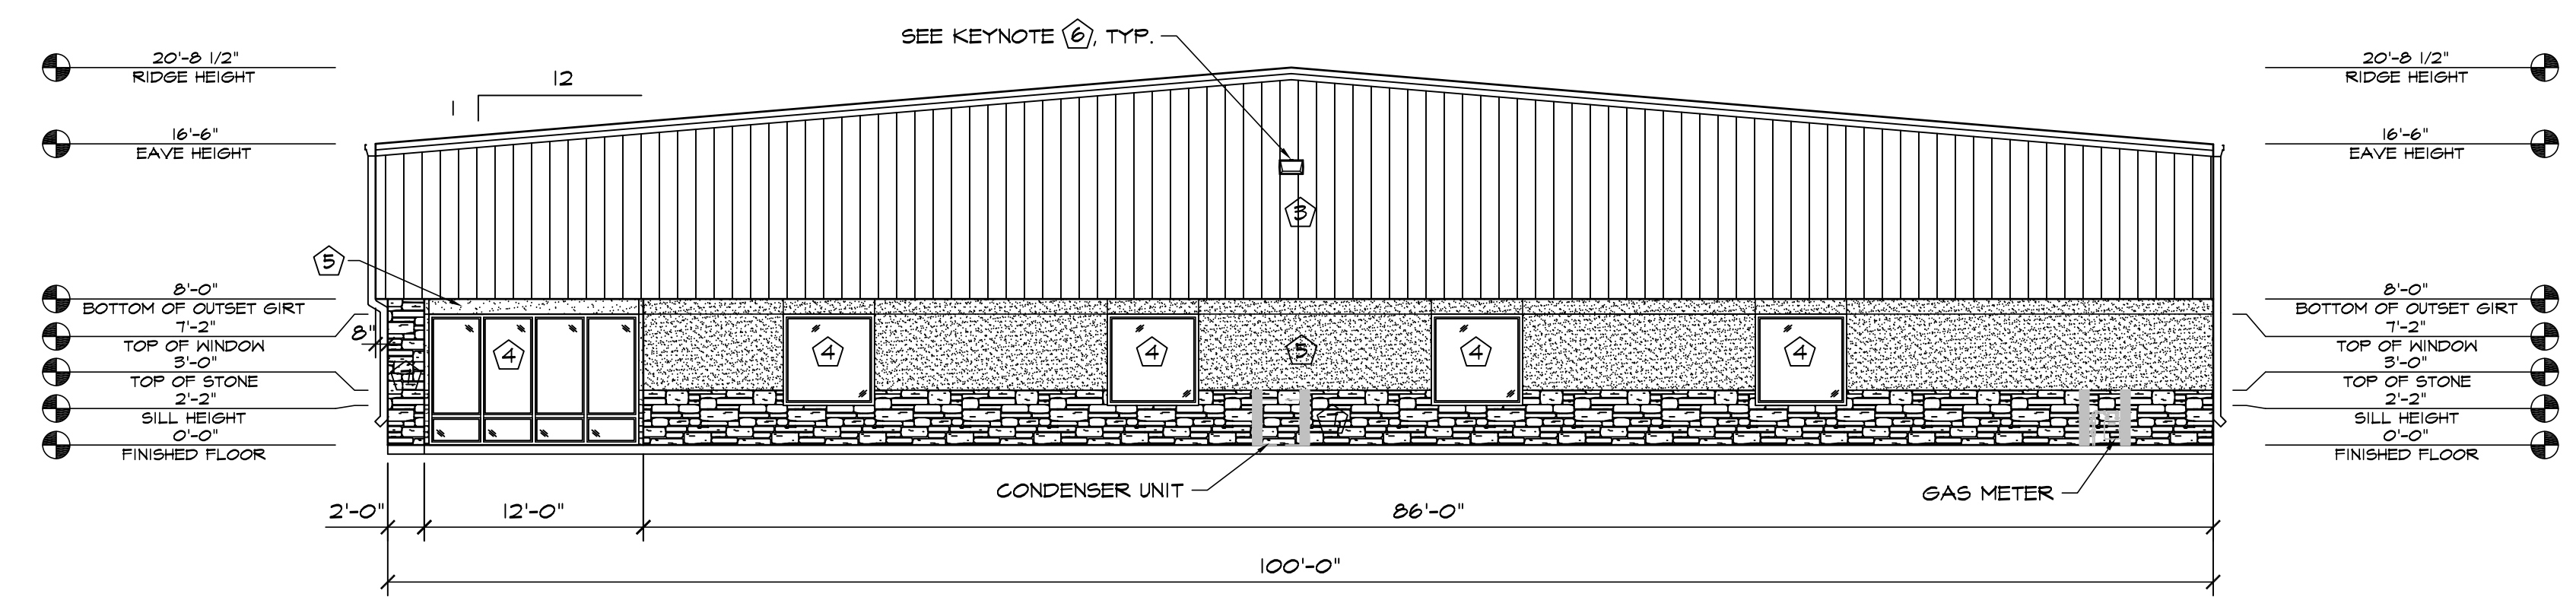 SEE KEYNOTE 6, TYP.
20'-8 1/2"
RIDGE HEIGHT
12
1
16'-6"
EAVE HEIGHT
5
8'-0"
BOTTOM OF OUTSET GIRT
7'-2"
TOP OF WINDOW
3'-0"
TOP OF STONE
2'-2"
SILL HEIGHT
0'-0"
FINISHED FLOOR
8"
3
4
4
4
5
4
4
20'-8 1/2"
RIDGE HEIGHT
16'-6"
EAVE HEIGHT
8'-0"
BOTTOM OF OUTSET GIRT
7'-2"
TOP OF WINDOW
3'-0"
TOP OF STONE
2'-2"
SILL HEIGHT
0'-0"
FINISHED FLOOR
CONDENSER UNIT
GAS METER
2'-0"
12'-0"
86'-0"
100'-0"